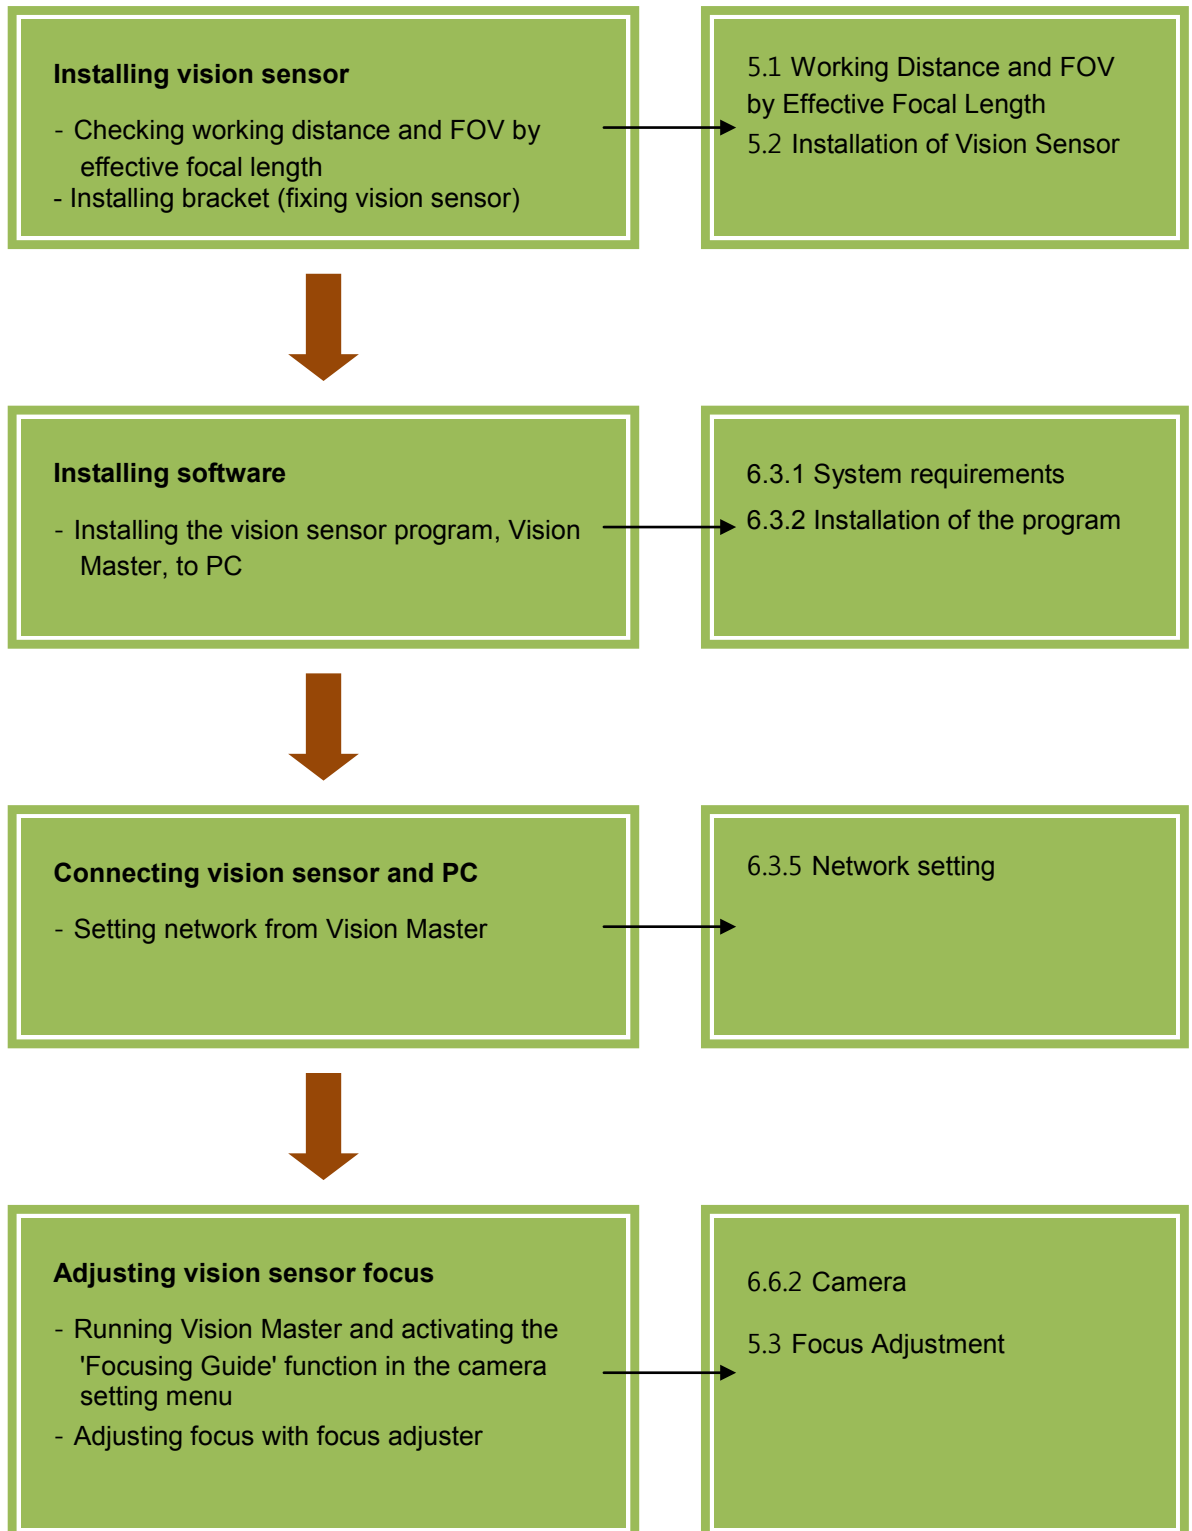 Installing vision sensor
- Checking working distance and FOV by
effective focal length
- Installing bracket (fixing vision sensor)
5.1 Working Distance and FOV
by Effective Focal Length
5.2 Installation of Vision Sensor
Installing software
- Installing the vision sensor program, Vision
Master, to PC
6.3.1 System requirements
6.3.2 Installation of the program
Connecting vision sensor and PC
- Setting network from Vision Master
6.3.5 Network setting
Adjusting vision sensor focus
- Running Vision Master and activating the
'Focusing Guide' function in the camera
setting menu
- Adjusting focus with focus adjuster
6.6.2 Camera
5.3 Focus Adjustment